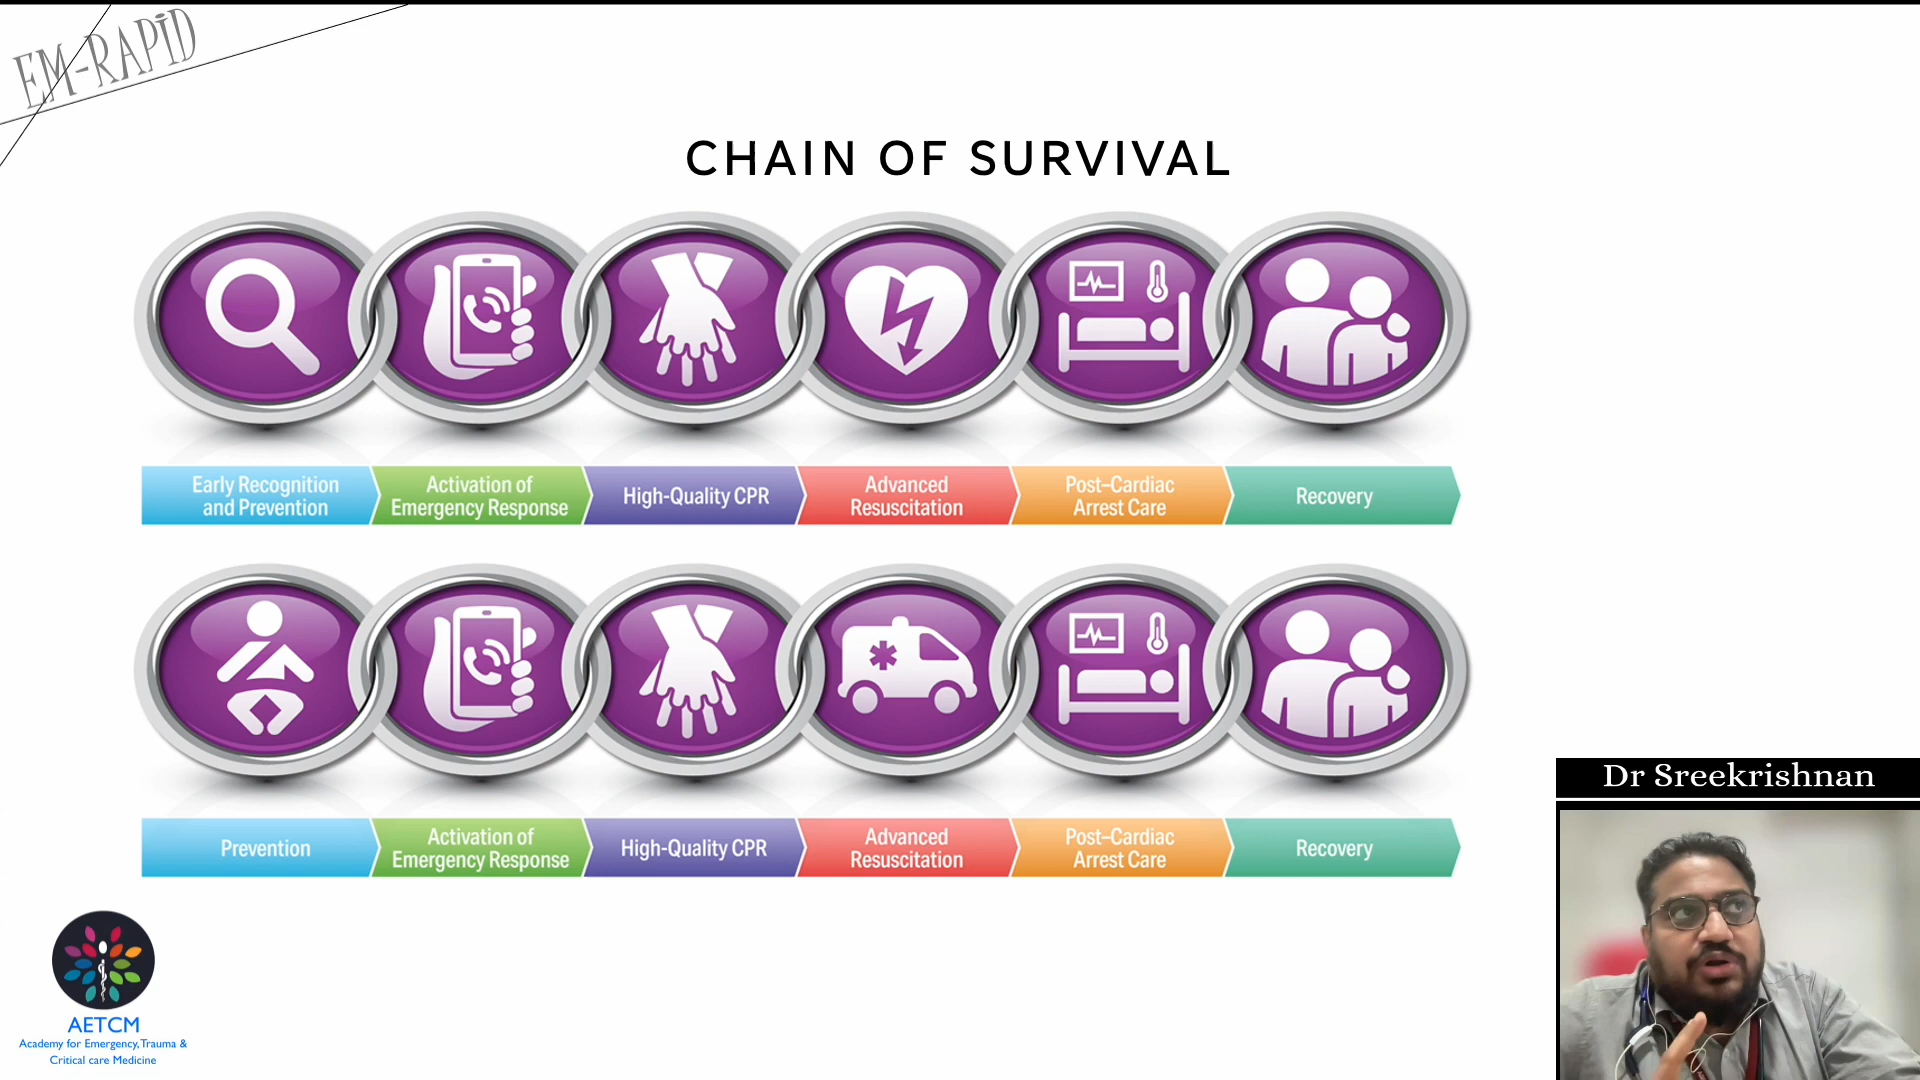 EM-RAPiD
CHAIN OF SURVIVAL
Early Recognition
and Prevention
Activation of
Emergency Response
High-Quality CPR
Advanced
Resuscitation
Post–Cardiac
Arrest Care
Recovery
Prevention
Activation of
Emergency Response
High-Quality CPR
Advanced
Resuscitation
Post–Cardiac
Arrest Care
Recovery
Dr Sreekrishnan
AETCM
Academy for Emergency, Trauma &
Critical care Medicine